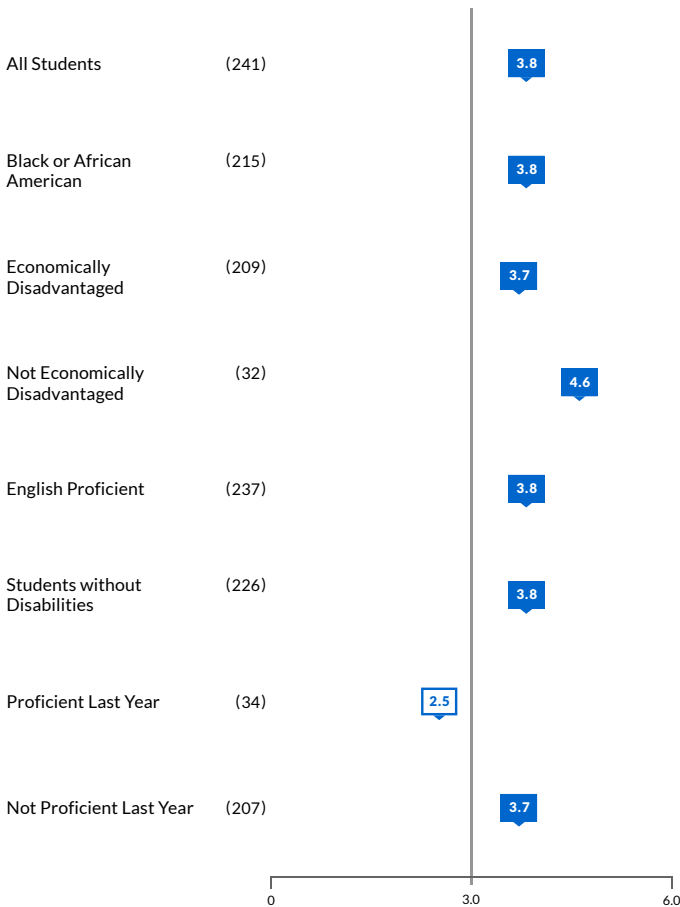 All Students (241) 3.8
Black or African (215) 3.8
American
Economically (209) 3.7
Disadvantaged
Not Economically (32) 4.6
Disadvantaged
English Proficient (237) 3.8
Students without (226) 3.8
Disabilities
Proficient Last Year (34) 2.5
Not Proficient Last Year (207) 3.7
0 3.0 6.0